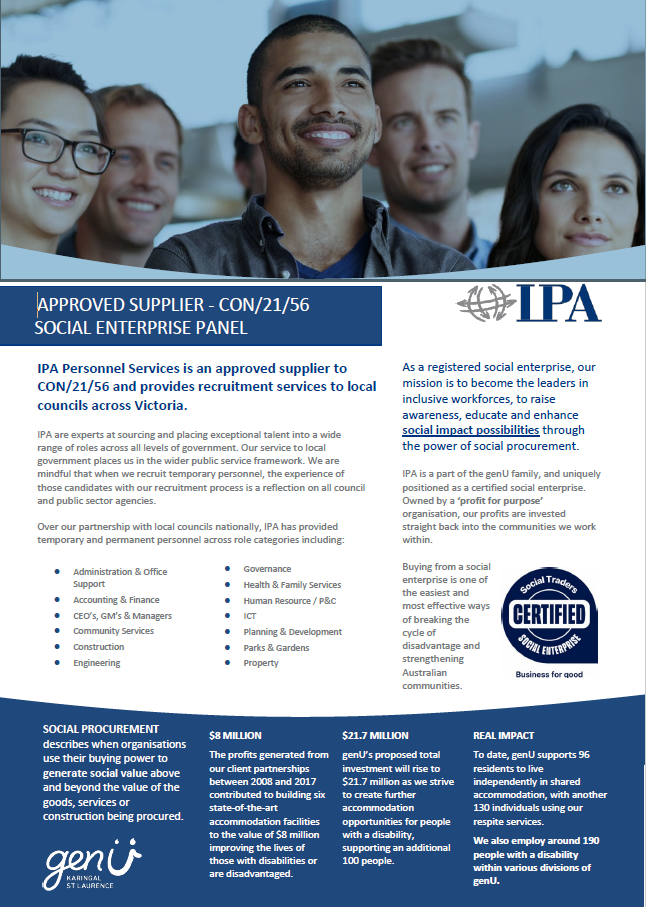 APPROVED SUPPLIER - CON/21/56
SOCIAL ENTERPRISE PANEL
IPA
IPA Personnel Services is an approved supplier to
CON/21/56 and provides recruitment services to local
councils across Victoria.
IPA are experts at sourcing and placing exceptional talent into a wide
range of roles across all levels of government. Our service to local
government places us in the wider public service framework. We are
mindful that when we recruit temporary personnel, the experience of
those candidates with our recruitment process is a reflection on all council
and public sector agencies.
Over our partnership with local councils nationally, IPA has provided
temporary and permanent personnel across role categories including:
• Administration & Office
Support
• Accounting & Finance
• CEO's, GM's & Managers
• Community Services
• Construction
• Engineering
• Governance
• Health & Family Services
• Human Resource / P&C
• ICT
• Planning & Development
• Parks & Gardens
• Property
As a registered social enterprise, our
mission is to become the leaders in
inclusive workforces, to raise
awareness, educate and enhance
social impact possibilities through
the power of social procurement.
IPA is a part of the genU family, and uniquely
positioned as a certified social enterprise.
Owned by a 'profit for purpose'
organisation, our profits are invested
straight back into the communities we work
within.
Buying from a social
enterprise is one of
the easiest and
most effective ways
of breaking the
cycle of
disadvantage and
strengthening
Australian
communities.
Social Traders
CERTIFIED
SOCIAL ENTERPRISE
Business for good
SOCIAL PROCUREMENT
describes when organisations
use their buying power to
generate social value above
and beyond the value of the
goods, services or
construction being procured.
genU
KARINGAL
ST LAURENCE
$8 MILLION
The profits generated from
our client partnerships
between 2008 and 2017
contributed to building six
state-of-the-art
accommodation facilities
to the value of $8 million
improving the lives of
those with disabilities or
are disadvantaged.
$21.7 MILLION
genU's proposed total
investment will rise to
$21.7 million as we strive
to create further
accommodation
opportunities for people
with a disability,
supporting an additional
100 people.
REAL IMPACT
To date, genU supports 96
residents to live
independently in shared
accommodation, with another
130 individuals using our
respite services.
We also employ around 190
people with a disability
within various divisions of
genU.